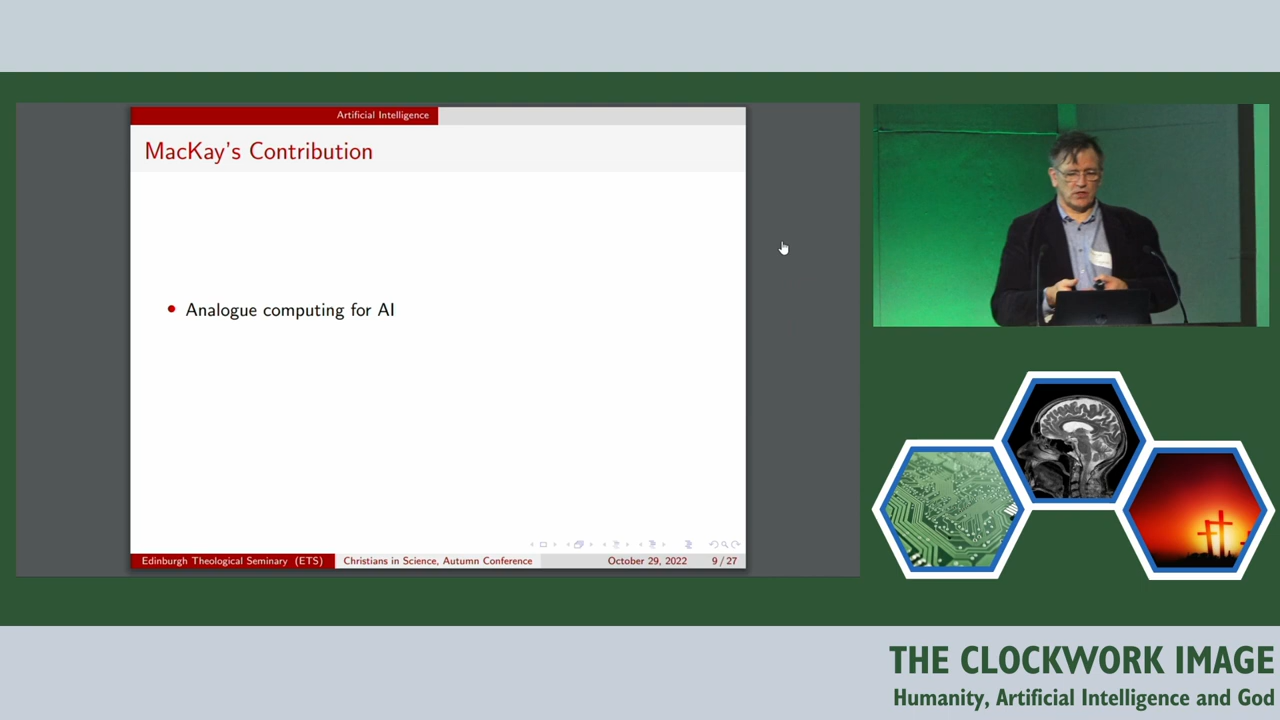 Artificial Intelligence
MacKay's Contribution
Analogue computing for AI
Edinburgh Theological Seminary (ETS)
Christians in Science, Autumn Conference
October 29, 2022
9 / 27
THE CLOCKWORK IMAGE
Humanity, Artificial Intelligence and God